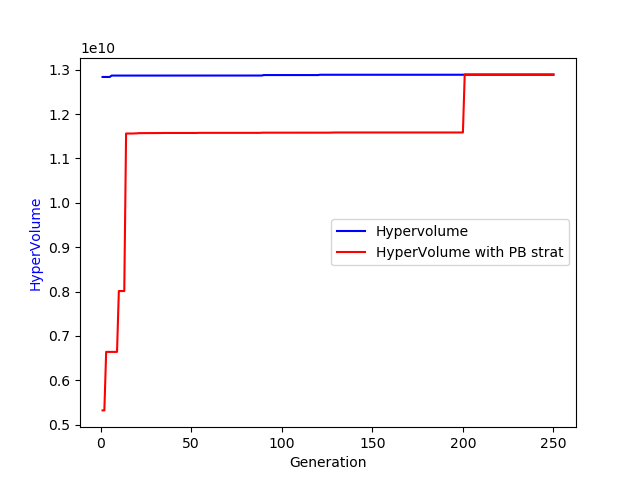 1e10
1.3
1.2
1.1
1.0
0.9
0.8
0.7
0.6
0.5
HyperVolume
Hypervolume
HyperVolume with PB strat
0 50 100 150 200 250
Generation